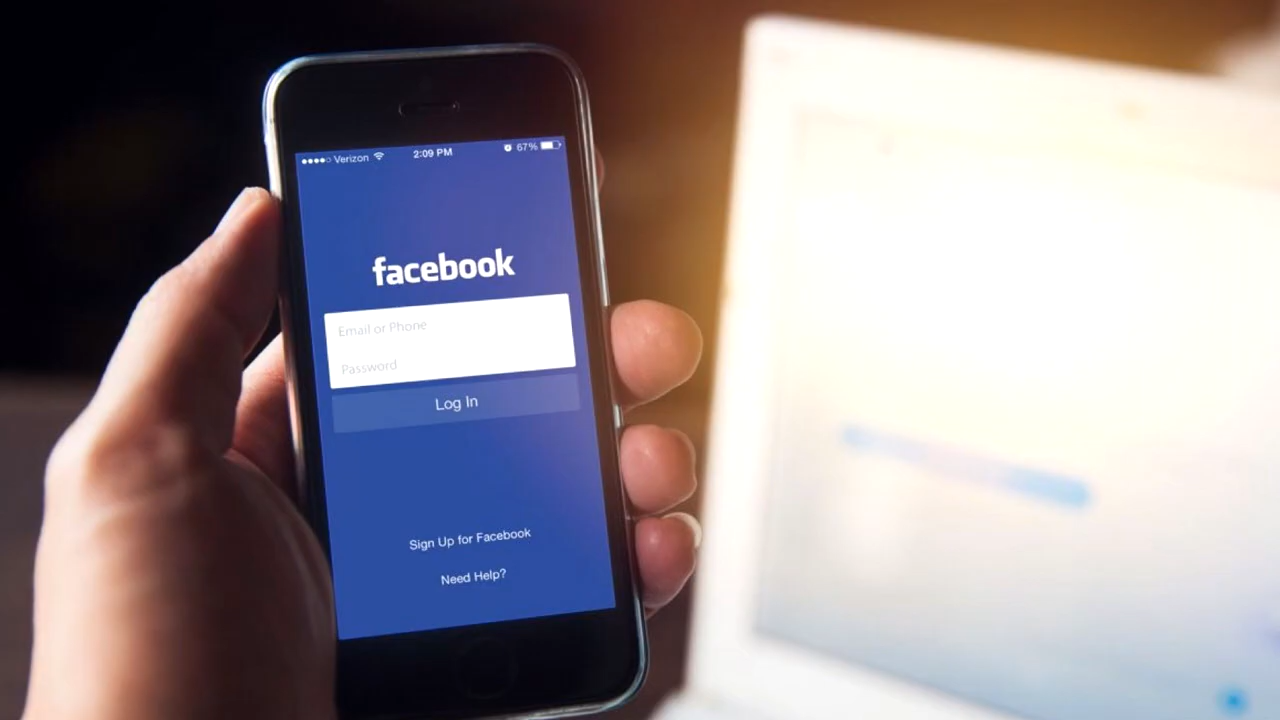 Verizon 2:09 PM 67%
facebook
Email or Phone
Password
Log In
Sign Up for Facebook
Need Help?